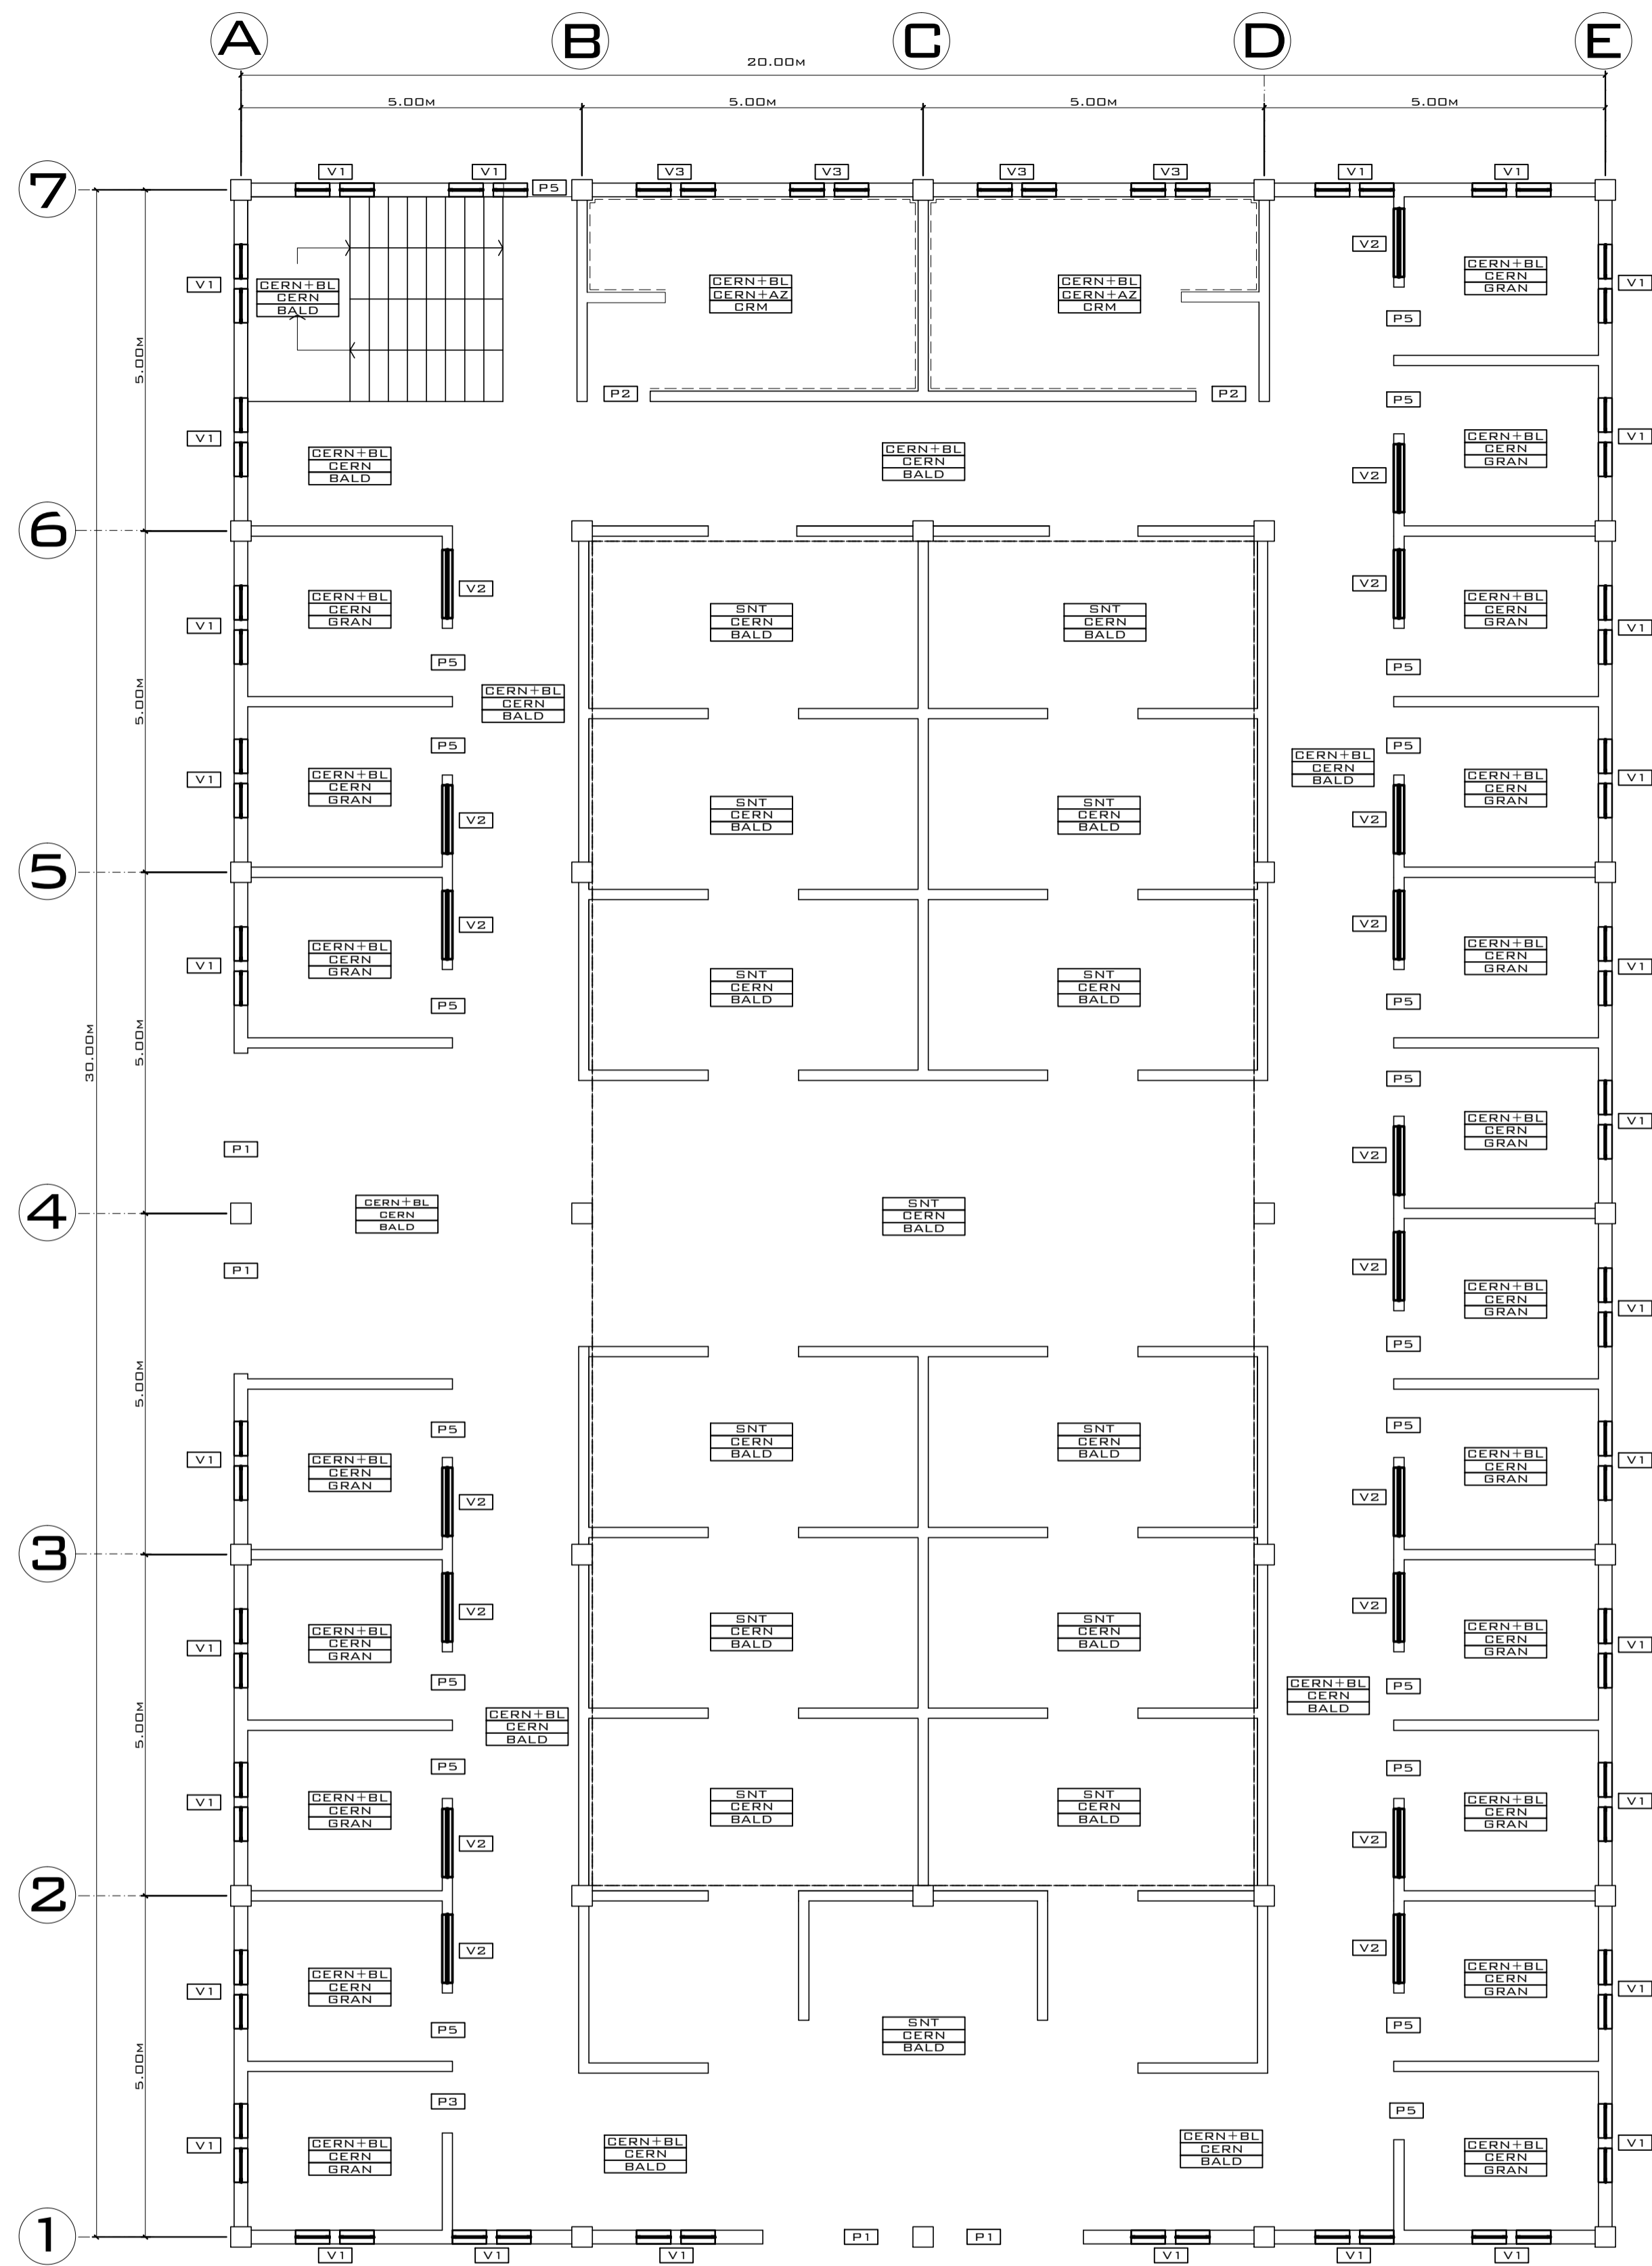 A B C D E
20.00M
5.00M 5.00M 5.00M 5.00M
V1 V1 P5 V3 V3 V3 V3 V1 V1
7
V2
CERN+BL
CERN
GRAN
CERN+BL
CERN+AZ
CRM
CERN+BL
CERN+AZ
CRM
V1
CERN+BL
CERN
BALD
V1
P5
5.00M
P2 P2
P5
V1
CERN+BL
CERN
GRAN
V1
CERN+BL
CERN
BALD
CERN+BL
CERN
BALD
V2
6
V2
V2
CERN+BL
CERN
GRAN
SNT
CERN
BALD
SNT
CERN
BALD
CERN+BL
CERN
GRAN
V1
V1
P5
P5
5.00M
CERN+BL
CERN
BALD
P5
P5
CERN+BL
CERN
BALD
V1
CERN+BL
CERN
GRAN
SNT
CERN
BALD
SNT
CERN
BALD
CERN+BL
CERN
GRAN
V1
V2
V2
5
V2
V2
CERN+BL
CERN
GRAN
CERN+BL
CERN
GRAN
V1
V1
SNT
CERN
BALD
SNT
CERN
BALD
P5
P5
30.00M
5.00M
P5
CERN+BL
CERN
GRAN
V1
P1
V2
4
CERN+BL
CERN
BALD
SNT
CERN
BALD
P1
V2
CERN+BL
CERN
GRAN
V1
P5
5.00M
P5
P5
SNT
CERN
BALD
SNT
CERN
BALD
V1
CERN+BL
CERN
GRAN
CERN+BL
CERN
GRAN
V1
V2
V2
3
V2
V2
CERN+BL
CERN
GRAN
SNT
CERN
BALD
SNT
CERN
BALD
CERN+BL
CERN
GRAN
V1
V1
P5
P5
5.00M
CERN+BL
CERN
BALD
CERN+BL
CERN
BALD
P5
P5
V1
CERN+BL
CERN
GRAN
SNT
CERN
BALD
SNT
CERN
BALD
CERN+BL
CERN
GRAN
V1
V2
V2
2
V2
V2
CERN+BL
CERN
GRAN
CERN+BL
CERN
GRAN
V1
V1
P5
P5
SNT
CERN
BALD
5.00M
P3
P5
V1
CERN+BL
CERN
GRAN
CERN+BL
CERN
BALD
CERN+BL
CERN
BALD
CERN+BL
CERN
GRAN
V1
1
P1 P1
V1 V1 V1 V1 V1 V1